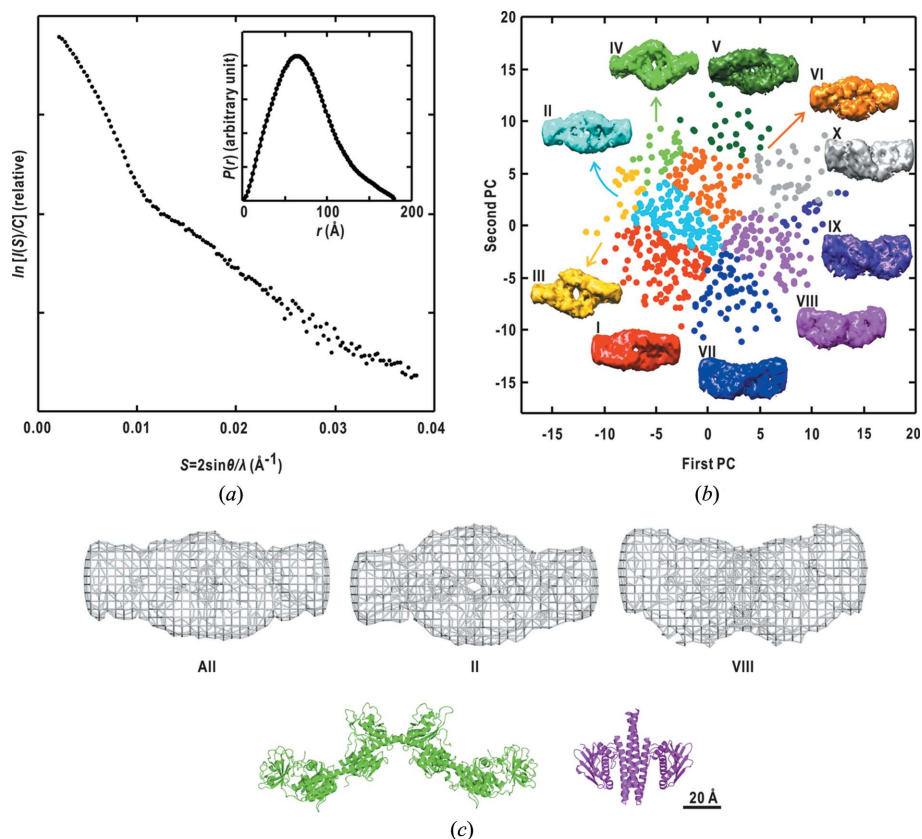 ln [I(S)/C] (relative)
0.00
0.01
0.02
0.03
0.04
S=2sinθ/λ (Å-1)
P(r) (arbitrary unit)
0
100
200
r (Å)
(a)
20
15
10
5
0
-5
-10
-15
Second PC
-15
-10
-5
0
5
10
15
20
First PC
IV
V
VI
II
X
IX
III
VIII
I
VII
(b)
All
II
VIII
20 Å
(c)